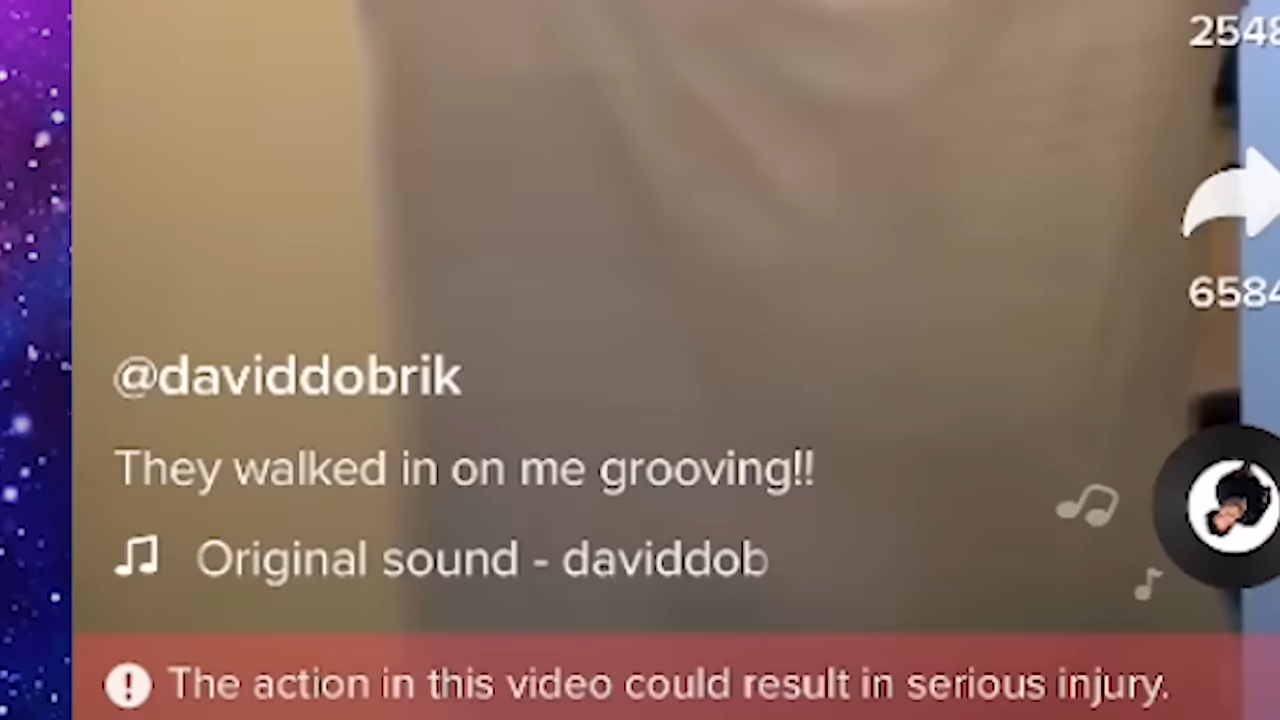 2548
6584
@daviddobrik
They walked in on me grooving!!
Original sound - daviddob
The action in this video could result in serious injury.